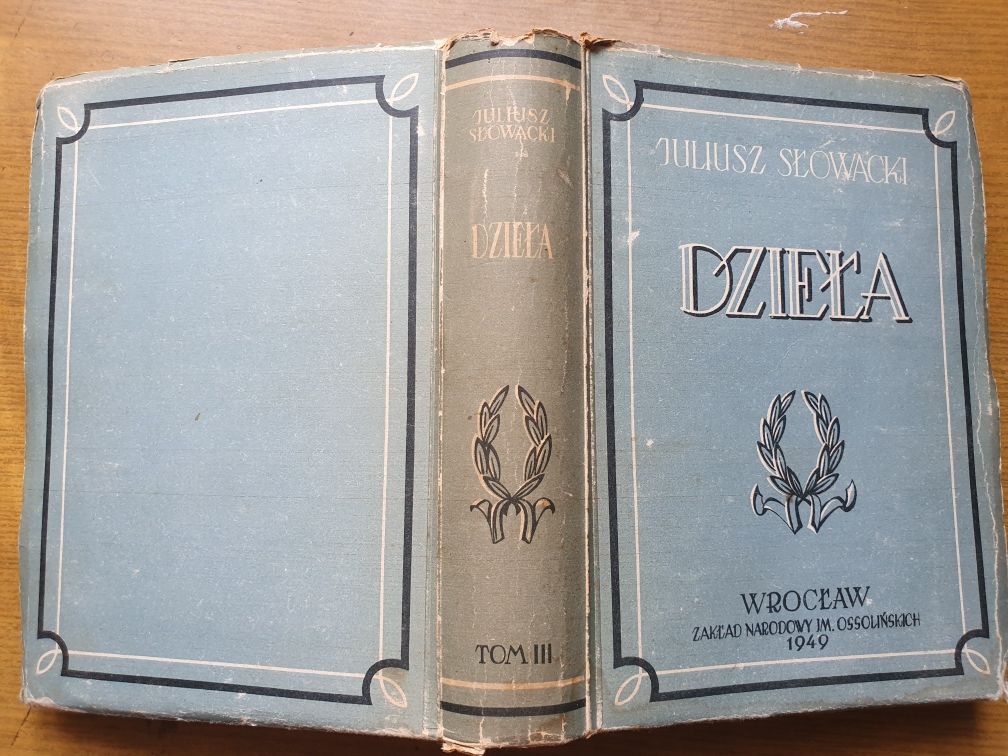 JULIUSZ
SŁOWACKI
DZIEŁA
TOM III
JULIUSZ SŁOWACKI
DZIEŁA
WROCŁAW
ZAKŁAD NARODOWY IM. OSSOLIŃSKICH
1949